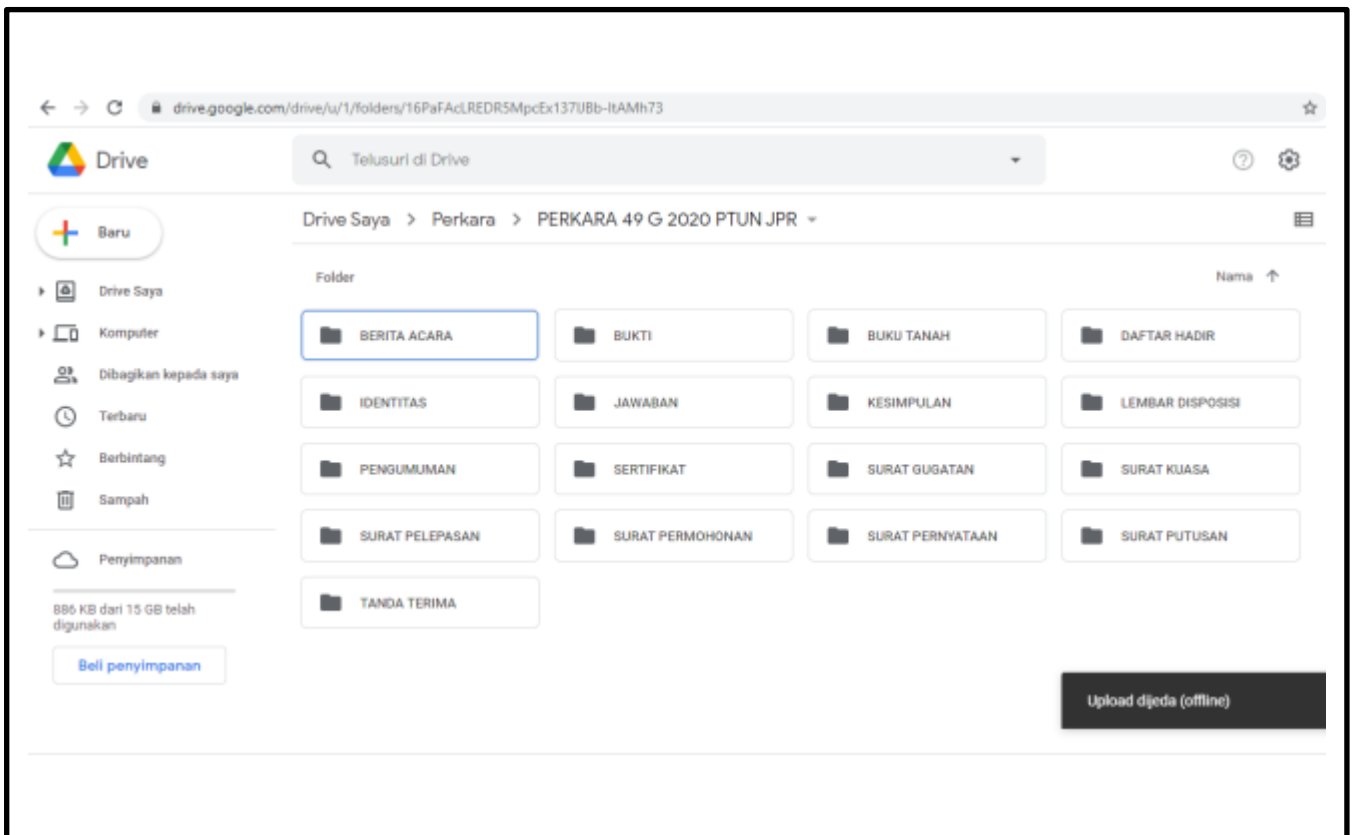 drive.google.com/drive/u/1/folders/16PaFAcLREDR5MpcEx137UBb-ItAMh73
Drive
Telusuri di Drive
Baru
Drive Saya > Perkara > PERKARA 49 G 2020 PTUN JPR
Folder
Nama
Drive Saya
Komputer
Dibagikan kepada saya
Terbaru
Berbintang
Sampah
Penyimpanan
886 KB dari 15 GB telah
digunakan
Beli penyimpanan
BERITA ACARA
BUKTI
BUKU TANAH
DAFTAR HADIR
IDENTITAS
JAWABAN
KESIMPULAN
LEMBAR DISPOSISI
PENGUMUMAN
SERTIFIKAT
SURAT GUGATAN
SURAT KUASA
SURAT PELEPASAN
SURAT PERMOHONAN
SURAT PERNYATAAN
SURAT PUTUSAN
TANDA TERIMA
Upload dijeda (offline)